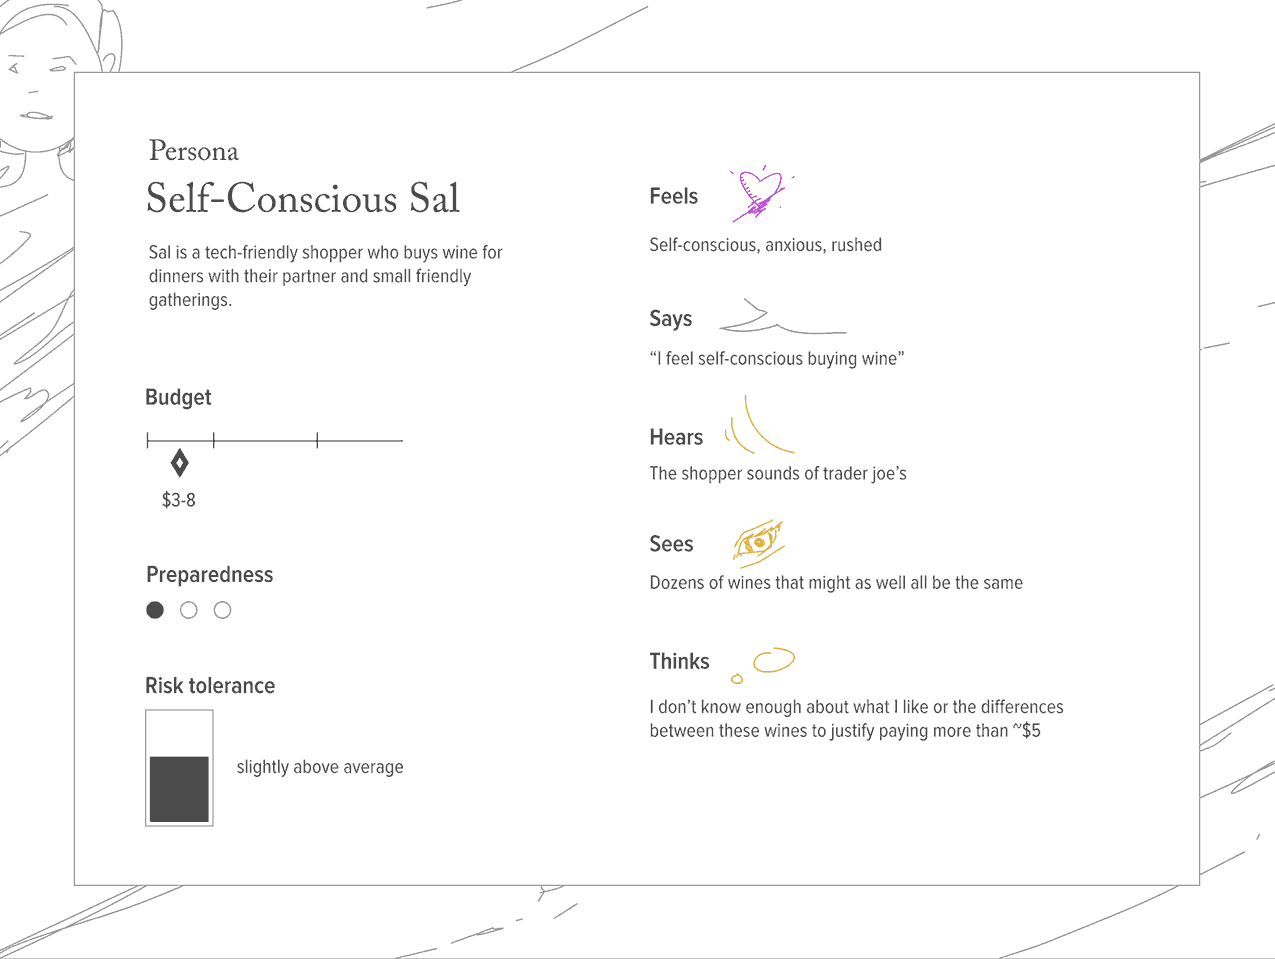 Persona
Self-Conscious Sal
Sal is a tech-friendly shopper who buys wine for
dinners with their partner and small friendly
gatherings.
Budget
$3-8
Preparedness
Risk tolerance
slightly above average
Feels
Self-conscious, anxious, rushed
Says
“I feel self-conscious buying wine”
Hears
The shopper sounds of trader joe’s
Sees
Dozens of wines that might as well all be the same
Thinks
I don’t know enough about what I like or the differences
between these wines to justify paying more than ~$5